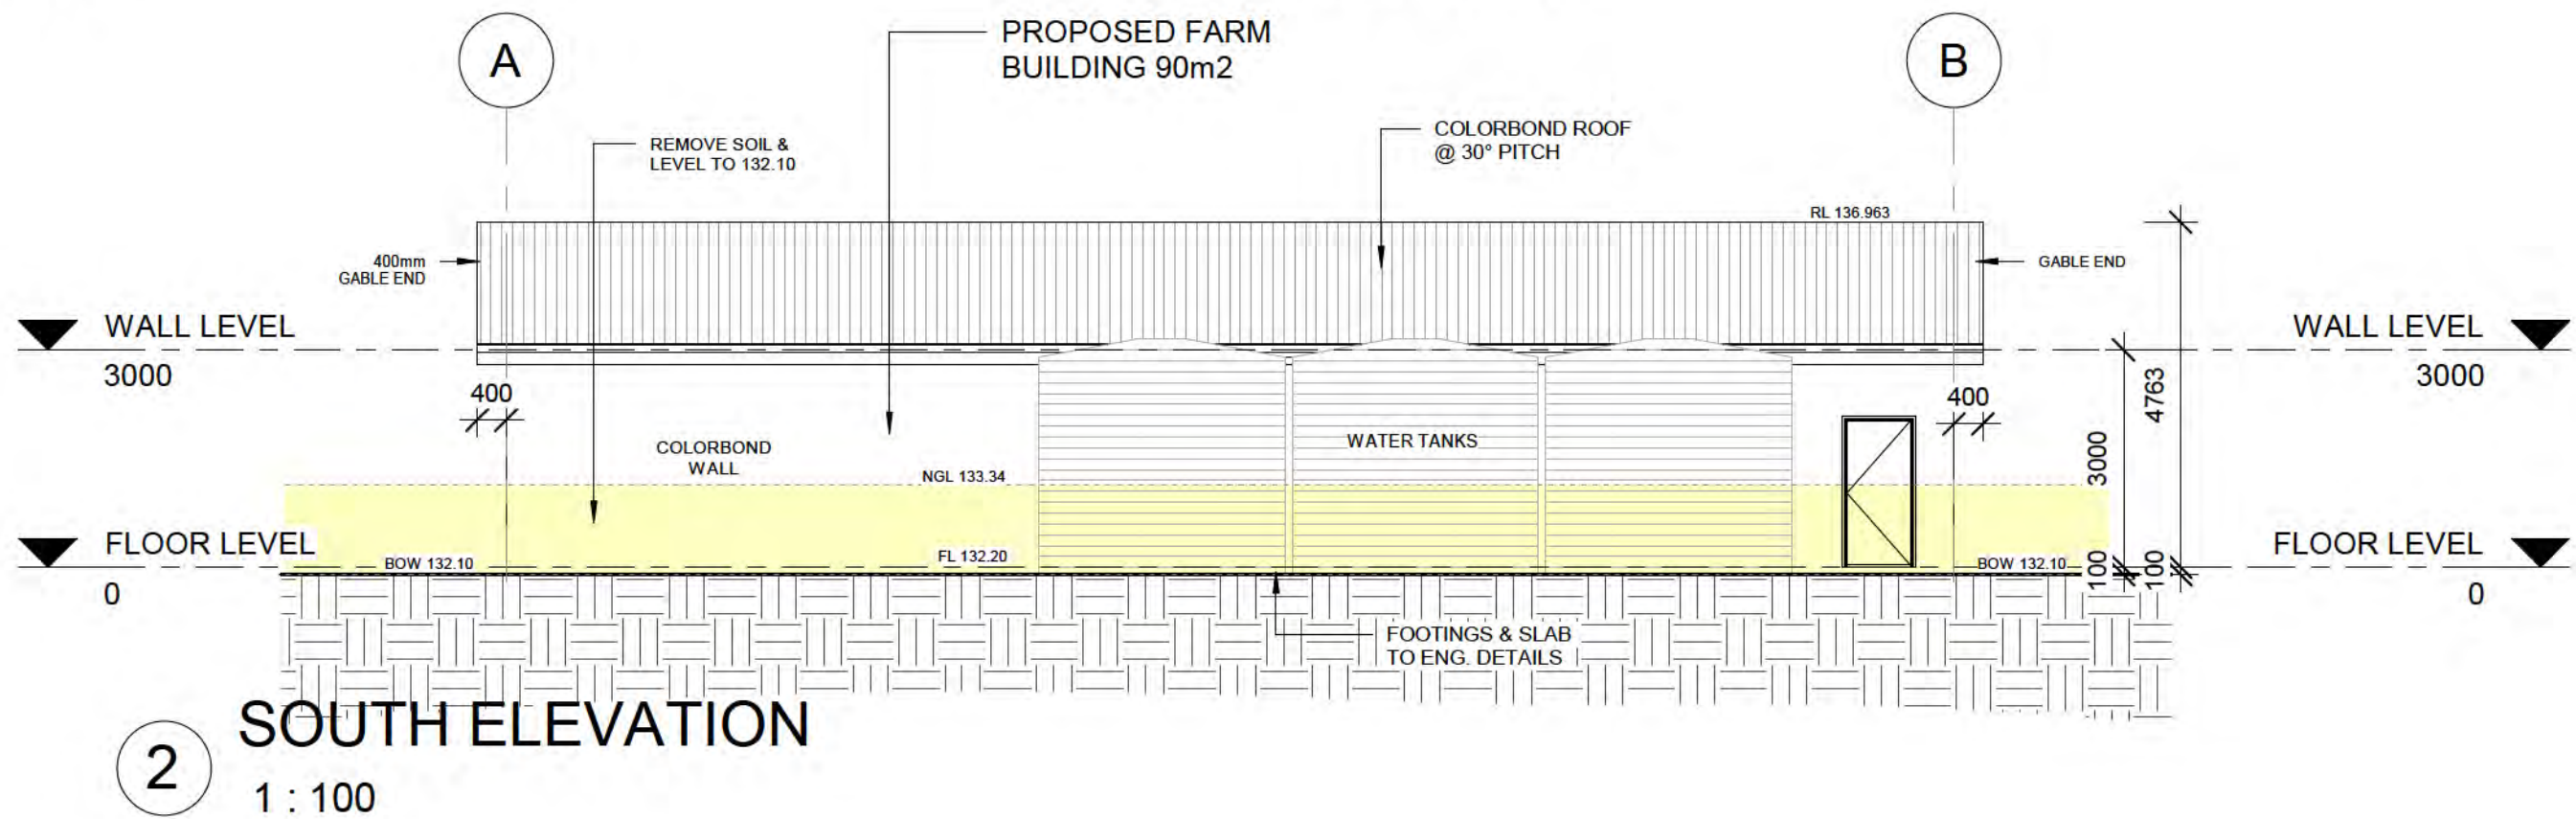 A
PROPOSED FARM
BUILDING 90m2
B
REMOVE SOIL &
LEVEL TO 132.10
COLORBOND ROOF
@ 30° PITCH
RL 136.963
400mm
GABLE END
GABLE END
WALL LEVEL
3000
WALL LEVEL
3000
400
400
4763
3000
COLORBOND
WALL
WATER TANKS
NGL 133.34
FLOOR LEVEL
0
BOW 132.10
FL 132.20
BOW 132.10
100
100
FLOOR LEVEL
0
FOOTINGS & SLAB
TO ENG. DETAILS
2
SOUTH ELEVATION
1 : 100